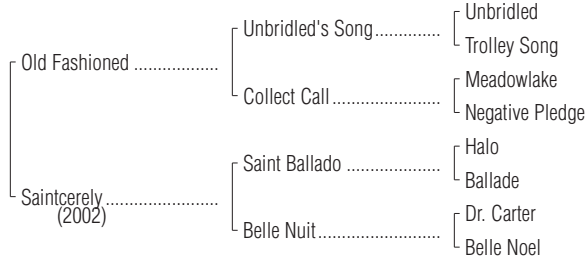 Unbridled
Unbridled's Song..............
Trolley Song
Old Fashioned ..................
Meadowlake
Collect Call.......................
Negative Pledge
Halo
Saint Ballado ....................
Ballade
Saintcerely........................
(2002)
Dr. Carter
Belle Nuit..........................
Belle Noel